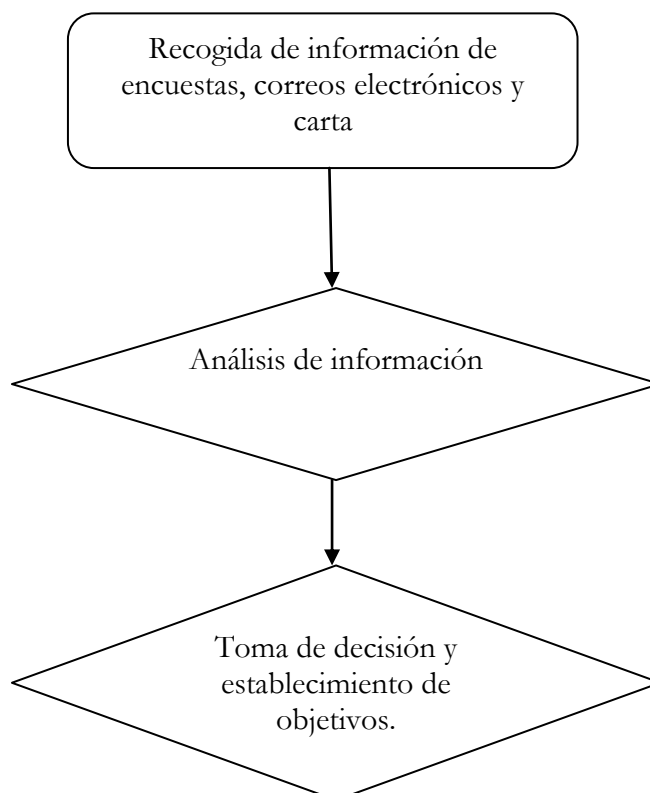 Recogida de información de
encuestas, correos electrónicos y
carta
Análisis de información
Toma de decisión y
establecimiento de
objetivos.